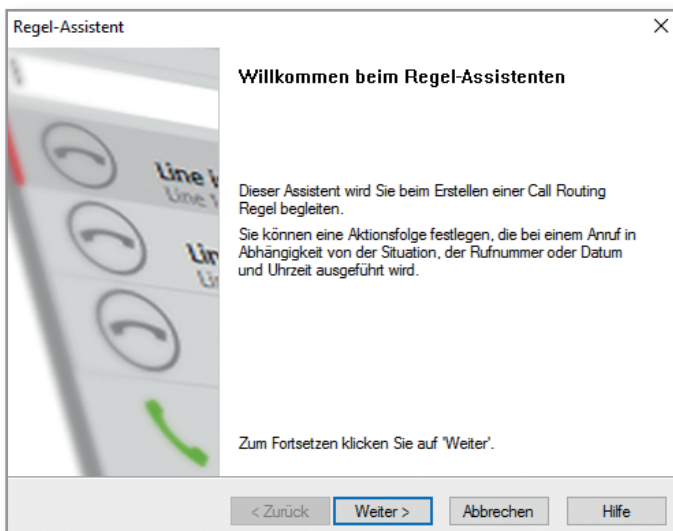 Regel-Assistent
Willkommen beim Regel-Assistenten
Line
Line
Dieser Assistent wird Sie beim Erstellen einer Call Routing
Regel begleiten.
Sie können eine Aktionsfolge festlegen, die bei einem Anruf in
Abhängigkeit von der Situation, der Rufnummer oder Datum
und Uhrzeit ausgeführt wird.
Zum Fortsetzen klicken Sie auf 'Weiter'.
< Zurück
Weiter >
Abbrechen
Hilfe